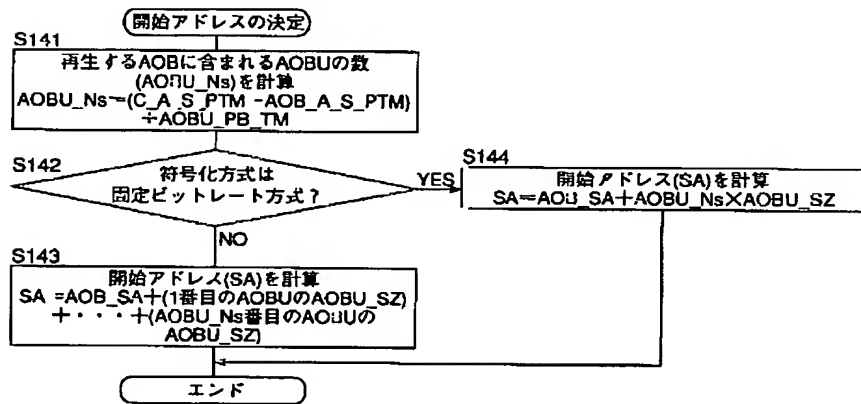 開始アドレスの決定
S141
再生するAOBに含まれるAOBUの数
(AOBU_Ns)を計算
AOBU_Ns=(C_A_S_PTM -AOB_A_S_PTM)
÷AOBU_PB_TM
S142
符号化方式は
固定ビットレート方式?
YES
S144
開始アドレス(SA)を計算
SA=AOB_SA+AOBU_Ns×AOBU_SZ
NO
S143
開始アドレス(SA)を計算
SA =AOB_SA+(1番目のAOBUのAOBU_SZ)
+・・・+(AOBU_Ns番目のAOBUの
AOBU_SZ)
エンド